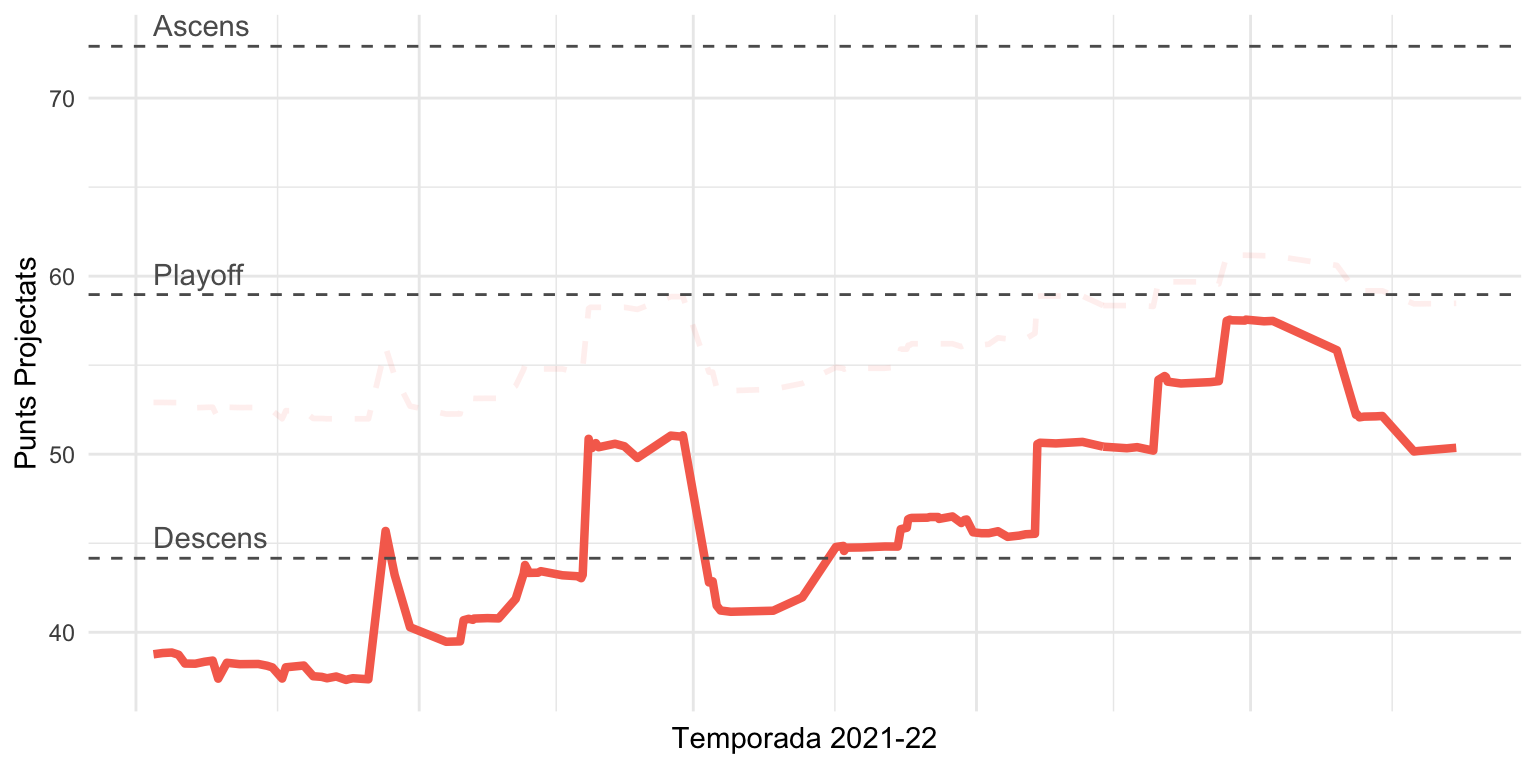 Ascens
70
Playoff
60
50
Descens
40
Punts Projectats
Temporada 2021-22